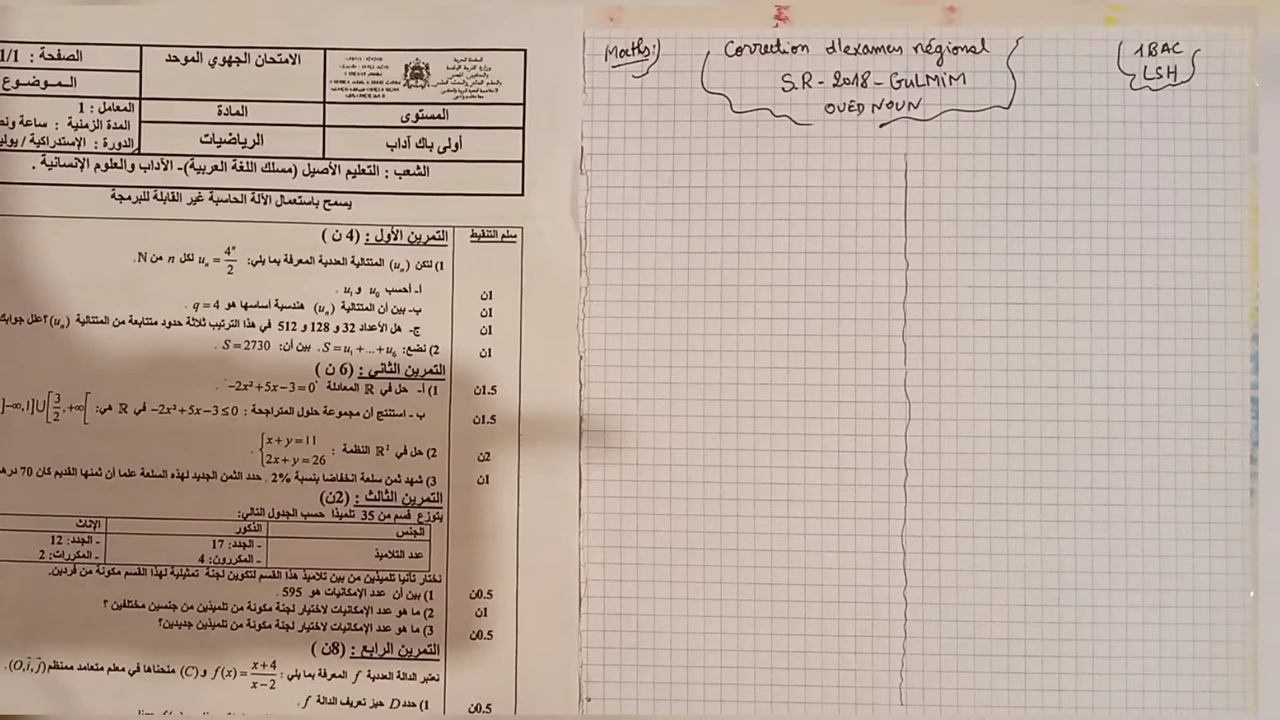 الصفحة : 1/1
الامتحان الجهوي الموحد
الموضوع
المعامل : 1
المادة
المستوى
المدة الزمنية : ساعة
الدورة : الإستدراكية /
الرياضيات
أولى باك آداب
الشعب : التعليم الأصيل (مسلك اللغة العربية)- الآداب والعلوم الإنسانية .
يسمح باستعمال الآلة الحاسبة غير القابلة للبرمجة
سلم التنقيط
التمرين الأول : (4 ن )
1) لتكن (uₙ) المتتالية العددية المعرفة بما يلي: uₙ = 4ⁿ/2 لكل n من ℕ.
1ن أ- أحسب u₀ و u₁ .
1ن ب- بين أن المتتالية (uₙ) هندسية أساسها هو q = 4 .
1ن ج- هل الأعداد 32 و 128 و 512 في هذا الترتيب ثلاثة حدود متتابعة من المتتالية (uₙ)؟علل جوابك
1ن 2) نضع: S = u₁ +...+ u₆. بين أن: S = 2730 .
التمرين الثاني : (6 ن )
1.5ن 1) أ- حل في ℝ المعادلة −2x²+5x−3=0 .
1.5ن ب- استنتج أن مجموعة حلول المتراجحة : −2x²+5x−3≤0 في ℝ هي: ]−∞,1]∪[3/2,+∞[
2ن 2) حل في ℝ² النظمة : {x+y=11
2x+y=26 .
1ن 3) شهد ثمن سلعة انخفاضا بنسبة 2% . حدد الثمن الجديد لهذه السلعة علما أن ثمنها القديم كان 70
التمرين الثالث : (2ن)
يتوزع قسم من 35 تلميذا حسب الجدول التالي:
الجنس الذكور الإناث
عدد التلاميذ
- الجدد: 17 - الجدد: 12
- المكررون: 4 - المكررات: 2
نختار تأنيا تلميذين من بين تلاميذ هذا القسم لتكوين لجنة تمثيلية لهذا القسم مكونة من فردين.
0.5ن 1) بين أن عدد الإمكانيات هو 595 .
1ن 2) ما هو عدد الإمكانيات لاختيار لجنة مكونة من تلميذين من جنسين مختلفين ؟
0.5ن 3) ما هو عدد الإمكانيات لاختيار لجنة مكونة من تلميذين جديدين؟
التمرين الرابع : (8ن )
نعتبر الدالة العددية f المعرفة بما يلي : f(x) = x+4/x−2 و (C) منحناها في معلم متعامد ممنظم (O,i,j).
0.5ن 1) حدد D حيز تعريف الدالة f .
Maths:
Correction d'examen régional
S.R - 2018 - GuLMiM
OUED NOUN
1BAC
LSH